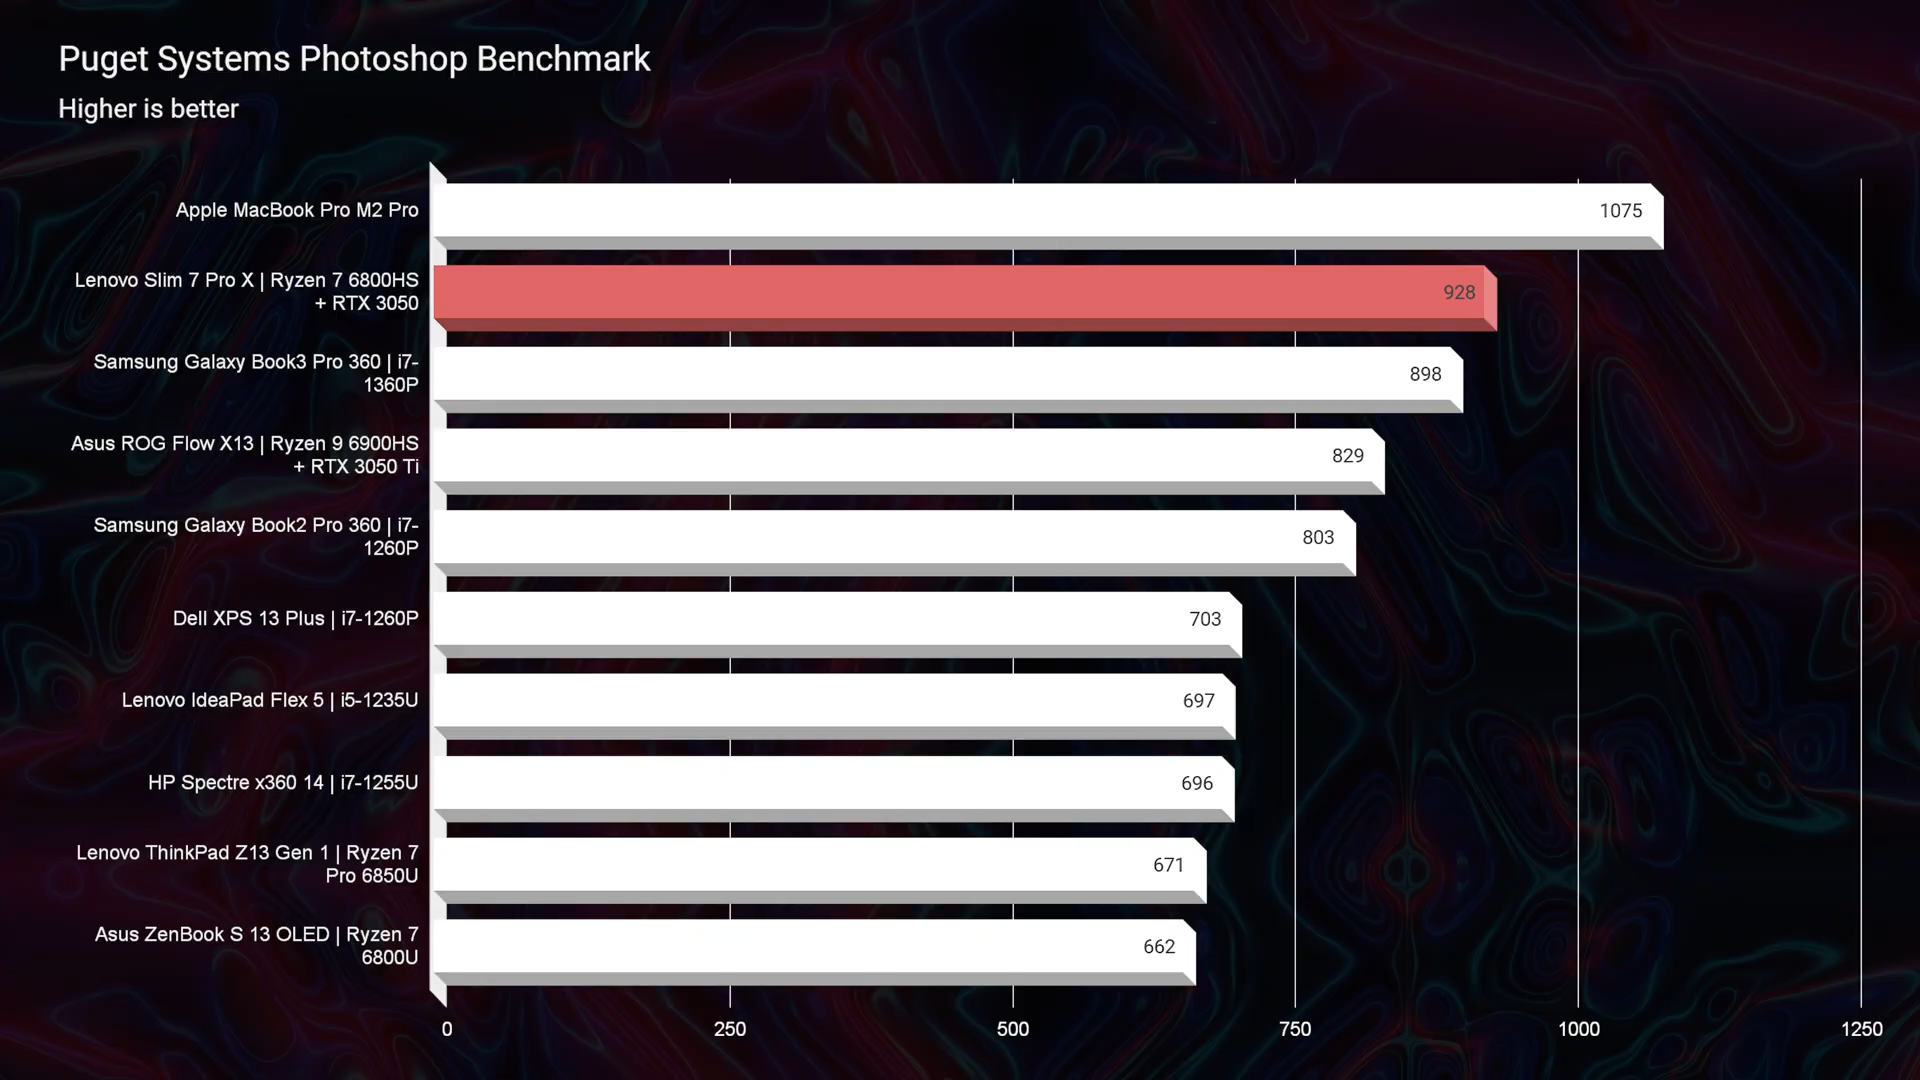 Puget Systems Photoshop Benchmark
Higher is better
Apple MacBook Pro M2 Pro
1075
Lenovo Slim 7 Pro X | Ryzen 7 6800HS
+ RTX 3050
928
Samsung Galaxy Book3 Pro 360 | i7-
1360P
898
Asus ROG Flow X13 | Ryzen 9 6900HS
+ RTX 3050 Ti
829
Samsung Galaxy Book2 Pro 360 | i7-
1260P
803
Dell XPS 13 Plus | i7-1260P
703
Lenovo IdeaPad Flex 5 | i5-1235U
697
HP Spectre x360 14 | i7-1255U
696
Lenovo ThinkPad Z13 Gen 1 | Ryzen 7
Pro 6850U
671
Asus ZenBook S 13 OLED | Ryzen 7
6800U
662
0 250 500 750 1000 1250